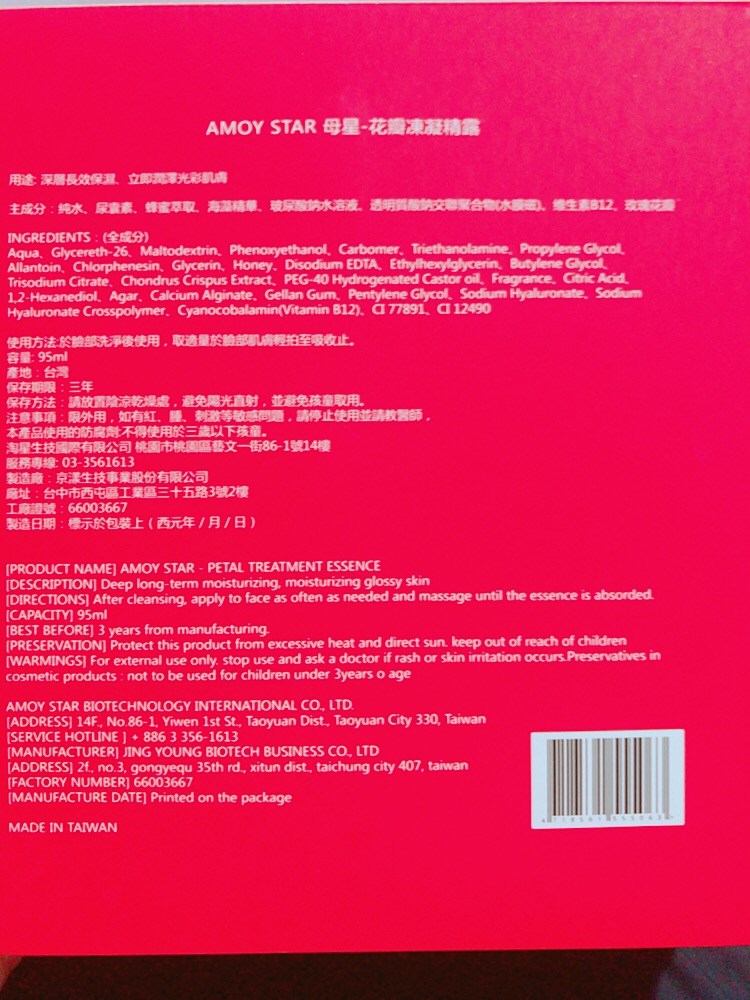 AMOY STAR 母星-花瓣凍凝精露
用途: 深層長效保濕、立即潤澤光彩肌膚
主成分：純水、尿囊素、蜂蜜萃取、海藻精華、玻尿酸鈉水溶液、透明質酸鈉交聯聚合物(水膜磁)、維生素B12、玫瑰花瓣
INGREDIENTS：(全成分)
Aqua、Glycereth-26、Maltodextrin、Phenoxyethanol、Carbomer、Triethanolamine、Propylene Glycol、
Allantoin、Chlorphenesin、Glycerin、Honey、Disodium EDTA、Ethylhexylglycerin、Butylene Glycol、
Trisodium Citrate、Chondrus Crispus Extract、PEG-40 Hydrogenated Castor oil、Fragrance、Citric Acid、
1,2-Hexanediol、Agar、Calcium Alginate、Gellan Gum、Pentylene Glycol、Sodium Hyaluronate、Sodium
Hyaluronate Crosspolymer、Cyanocobalamin(Vitamin B12)、CI 77891、CI 12490
使用方法:於臉部洗淨後使用，取適量於臉部肌膚輕拍至吸收止。
容量: 95ml
產地：台灣
保存期限：三年
保存方法：請放置陰涼乾燥處，避免陽光直射，並避免孩童取用。
注意事項：限外用，如有紅、腫、刺激等敏感問題，請停止使用並請教醫師，
本產品使用的防腐劑:不得使用於三歲以下孩童。
淘星生技國際有限公司 桃園市桃園區藝文一街86-1號14樓
服務專線: 03-3561613
製造廠：京漾生技事業股份有限公司
廠址：台中市西屯區工業區三十五路3號2樓
工廠證號：66003667
製造日期：標示於包裝上（西元年/月/日）
[PRODUCT NAME] AMOY STAR - PETAL TREATMENT ESSENCE
[DESCRIPTION] Deep long-term moisturizing, moisturizing glossy skin
[DIRECTIONS] After cleansing, apply to face as often as needed and massage until the essence is absorded.
[CAPACITY] 95ml
[BEST BEFORE] 3 years from manufacturing.
[PRESERVATION] Protect this product from excessive heat and direct sun. keep out of reach of children
[WARMINGS] For external use only. stop use and ask a doctor if rash or skin irritation occurs.Preservatives in
cosmetic products : not to be used for children under 3years o age
AMOY STAR BIOTECHNOLOGY INTERNATIONAL CO., LTD.
[ADDRESS] 14F., No.86-1, Yiwen 1st St., Taoyuan Dist., Taoyuan City 330, Taiwan
[SERVICE HOTLINE ] + 886 3 356-1613
[MANUFACTURER] JING YOUNG BIOTECH BUSINESS CO., LTD
[ADDRESS] 2f., no.3, gongyequ 35th rd., xitun dist., taichung city 407, taiwan
[FACTORY NUMBER] 66003667
[MANUFACTURE DATE] Printed on the package
MADE IN TAIWAN